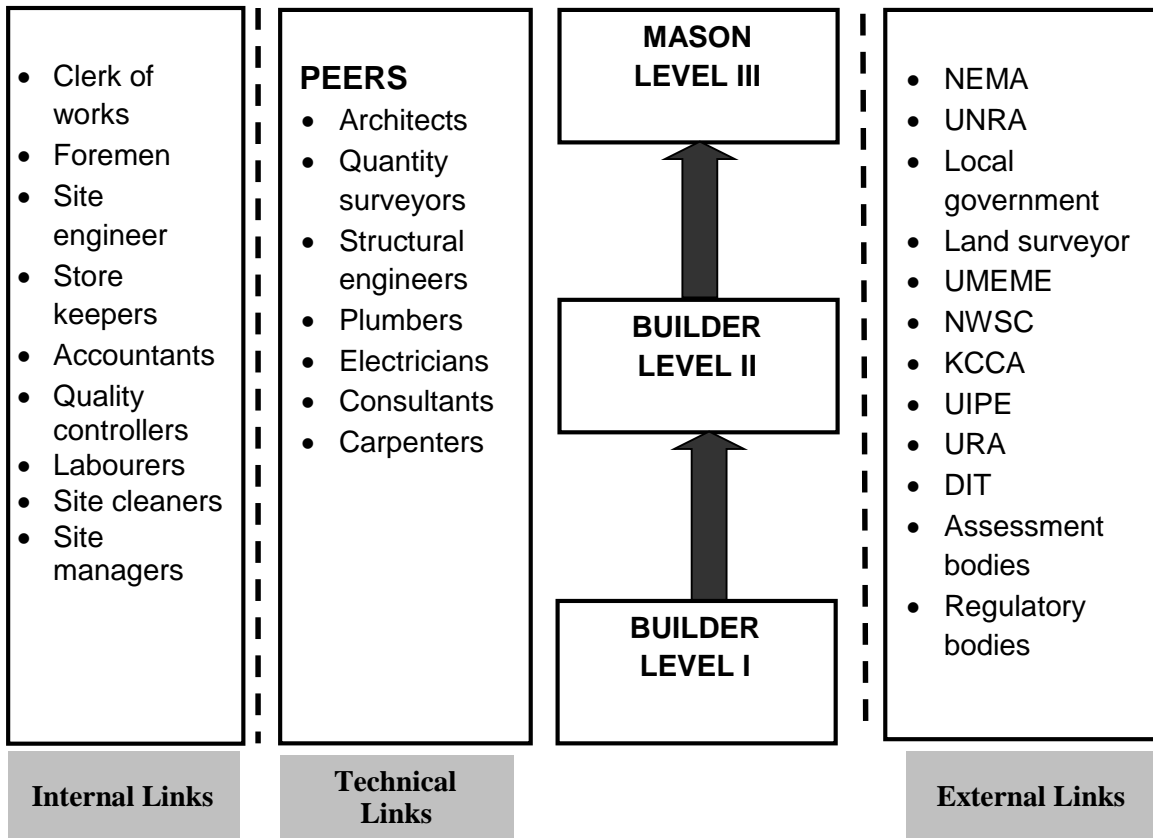 • Clerk of
works
• Foremen
• Site
engineer
• Store
keepers
• Accountants
• Quality
controllers
• Labourers
• Site cleaners
• Site
managers
Internal Links
PEERS
• Architects
• Quantity
surveyors
• Structural
engineers
• Plumbers
• Electricians
• Consultants
• Carpenters
Technical
Links
MASON
LEVEL III
BUILDER
LEVEL II
BUILDER
LEVEL I
• NEMA
• UNRA
• Local
government
• Land surveyor
• UMEME
• NWSC
• KCCA
• UIPE
• URA
• DIT
• Assessment
bodies
• Regulatory
bodies
External Links